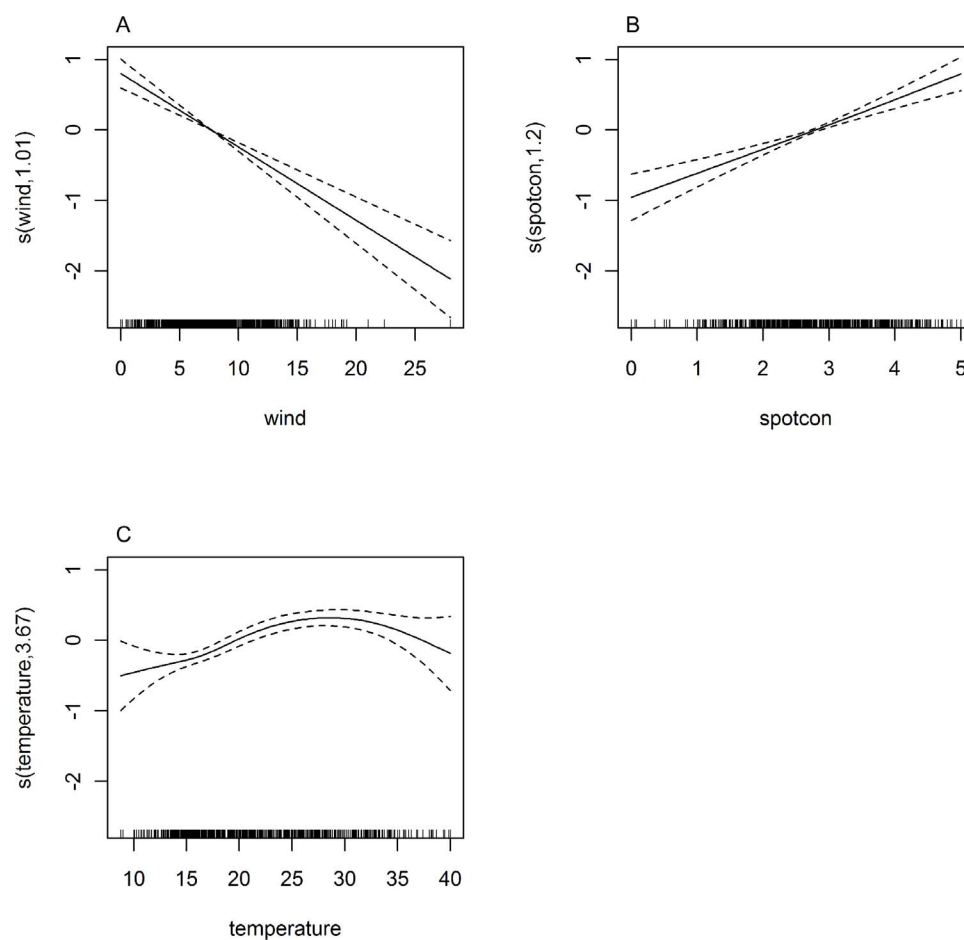 A
s(wind,1.01)
1
0
-1
-2
0 5 10 15 20 25
wind
B
s(spotcon,1.2)
1
0
-1
-2
0 1 2 3 4 5
spotcon
C
s(temperature,3.67)
1
0
-1
-2
10 15 20 25 30 35 40
temperature